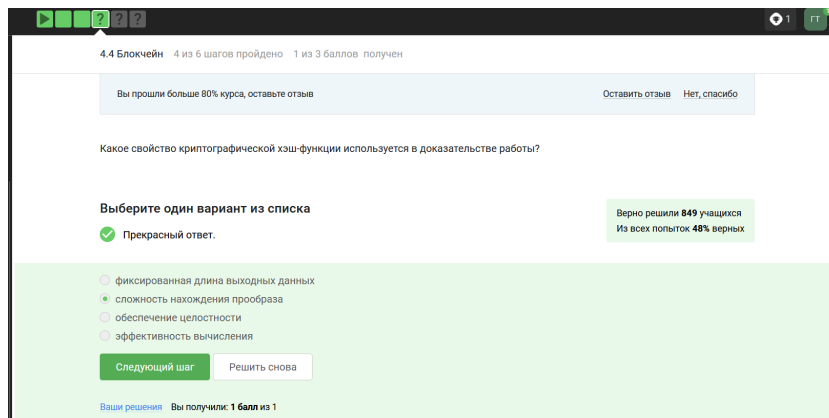 ? ? ?
1
ГТ
4.4 Блокчейн 4 из 6 шагов пройдено 1 из 3 баллов получен
Вы прошли больше 80% курса, оставьте отзыв Оставить отзыв Нет, спасибо
Какое свойство криптографической хэш-функции используется в доказательстве работы?
Выберите один вариант из списка
Прекрасный ответ.
Верно решили 849 учащихся
Из всех попыток 48% верных
фиксированная длина выходных данных
сложность нахождения прообраза
обеспечение целостности
эффективность вычисления
Следующий шаг Решить снова
Ваши решения Вы получили: 1 балл из 1